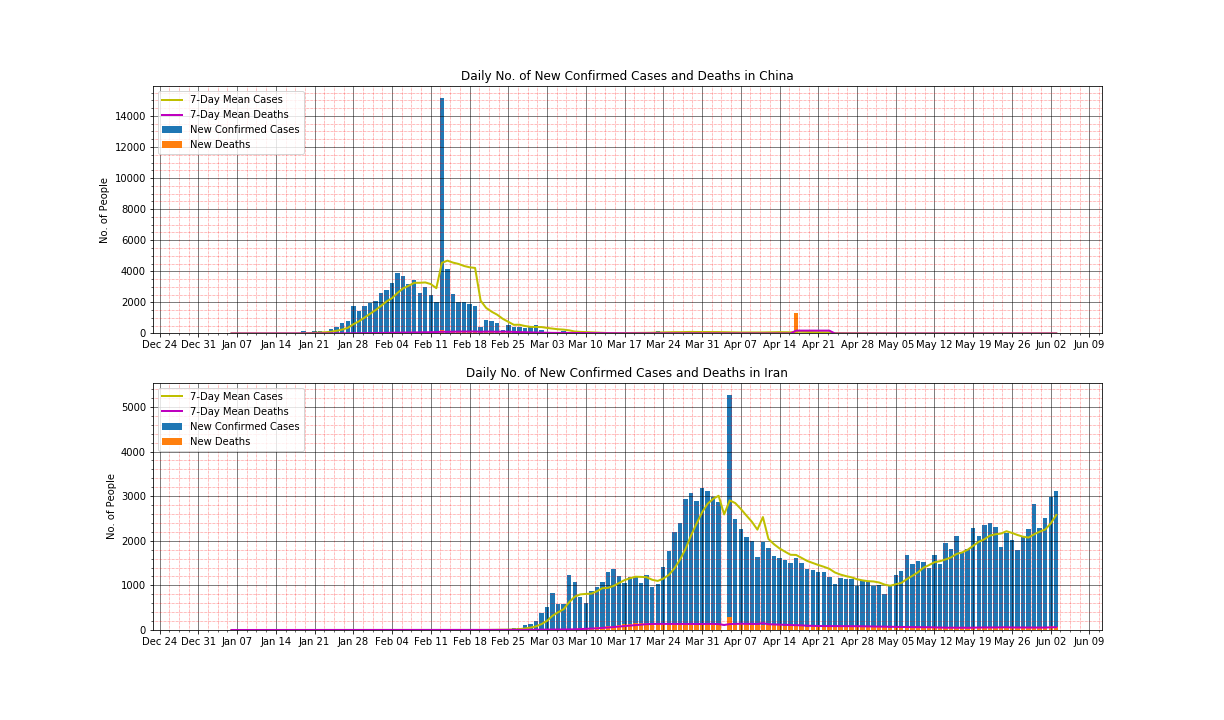 Daily No. of New Confirmed Cases and Deaths in China
No. of People
14000
12000
10000
8000
6000
4000
2000
0
7-Day Mean Cases
7-Day Mean Deaths
New Confirmed Cases
New Deaths
Dec 24 Dec 31 Jan 07 Jan 14 Jan 21 Jan 28 Feb 04 Feb 11 Feb 18 Feb 25 Mar 03 Mar 10 Mar 17 Mar 24 Mar 31 Apr 07 Apr 14 Apr 21 Apr 28 May 05 May 12 May 19 May 26 Jun 02 Jun 09
Daily No. of New Confirmed Cases and Deaths in Iran
No. of People
5000
4000
3000
2000
1000
0
7-Day Mean Cases
7-Day Mean Deaths
New Confirmed Cases
New Deaths
Dec 24 Dec 31 Jan 07 Jan 14 Jan 21 Jan 28 Feb 04 Feb 11 Feb 18 Feb 25 Mar 03 Mar 10 Mar 17 Mar 24 Mar 31 Apr 07 Apr 14 Apr 21 Apr 28 May 05 May 12 May 19 May 26 Jun 02 Jun 09